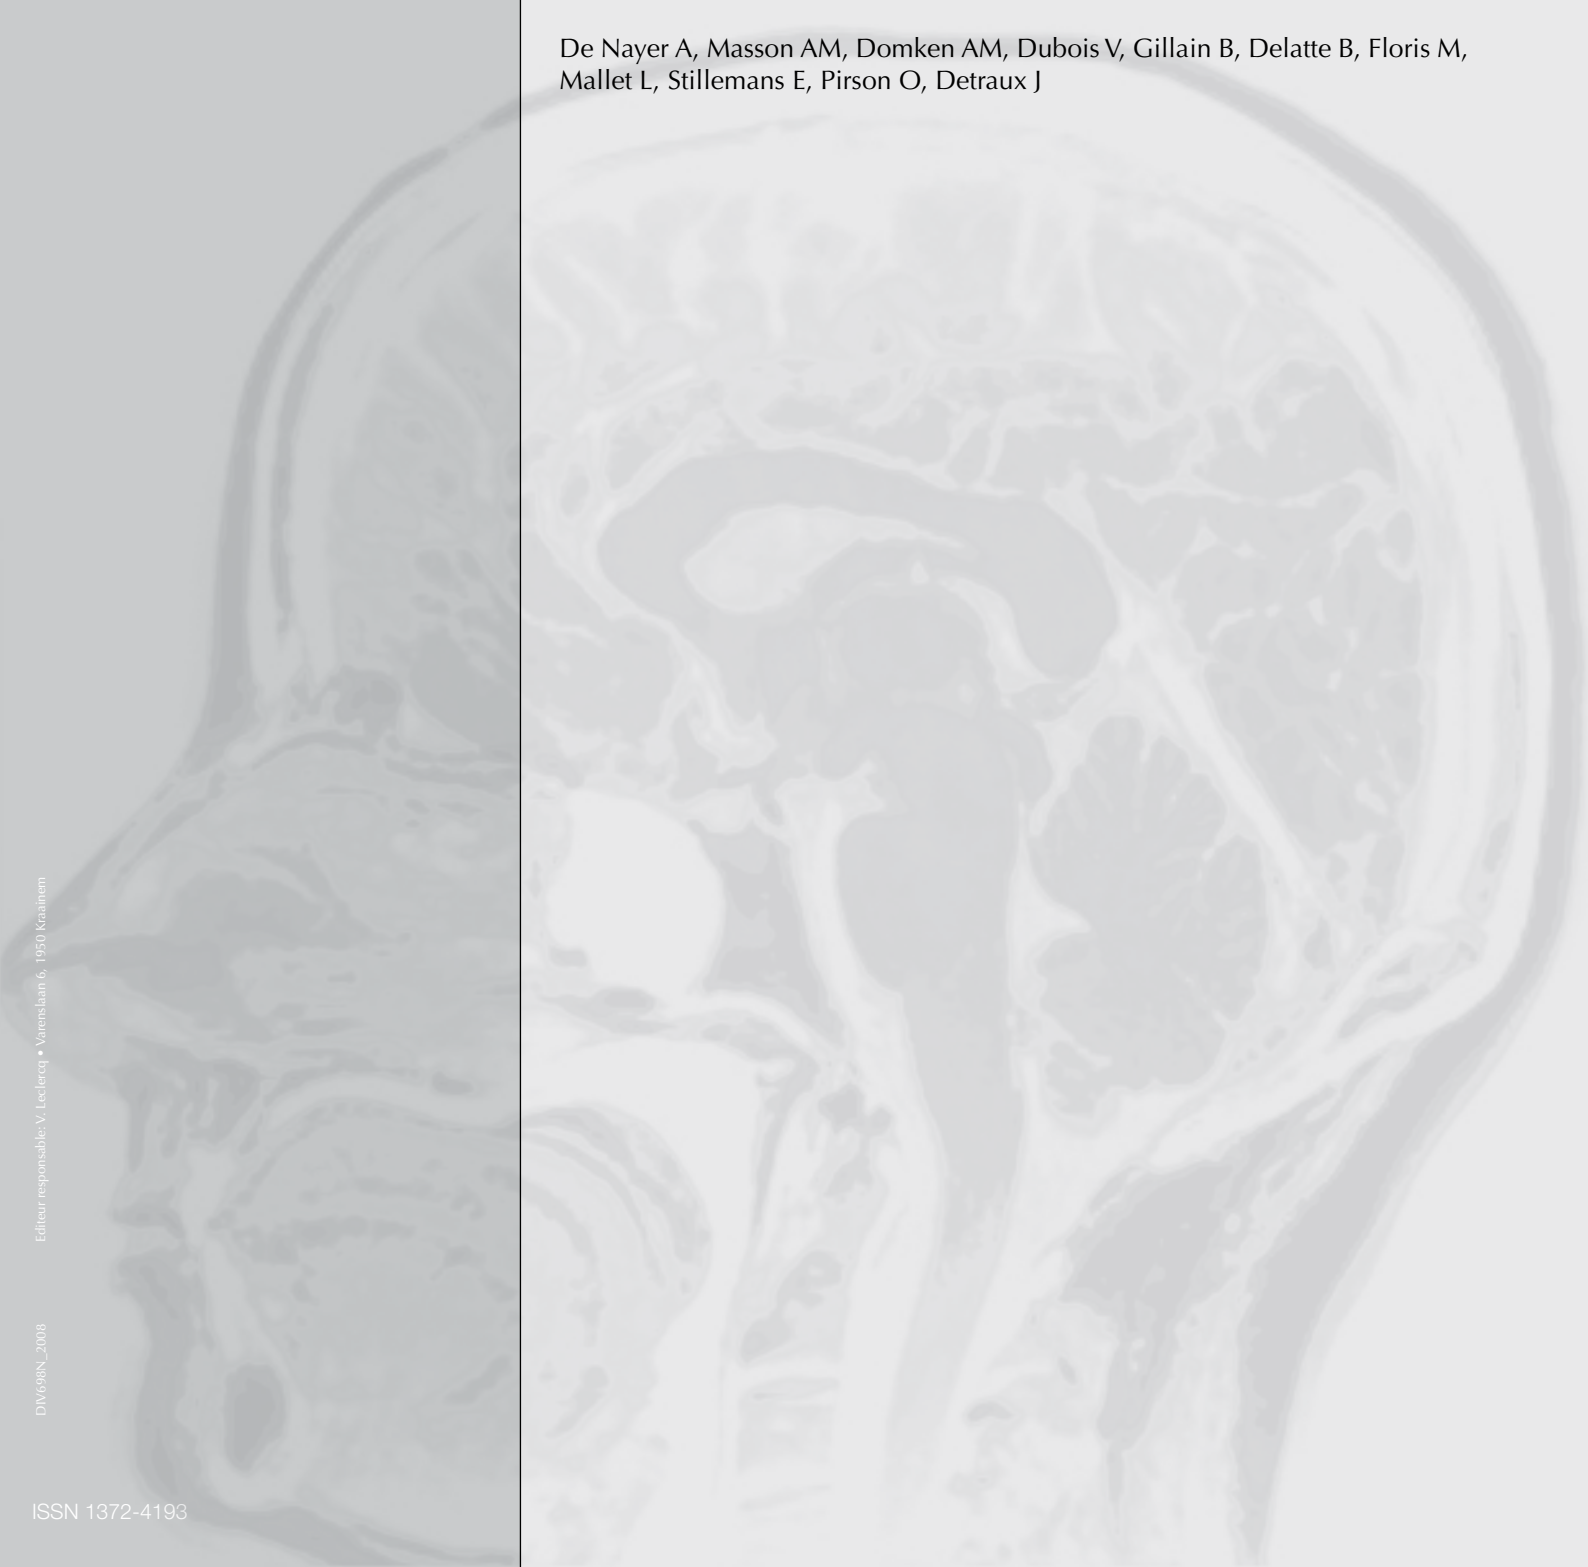 De Nayer A, Masson AM, Domken AM, Dubois V, Gillain B, Delatte B, Floris M,
Mallet L, Stillemans E, Pirson O, Detraux J
Editeur responsable: V. Leclercq • Varenslaan 6, 1950 Kraainem
DIV698N_2008
ISSN 1372-4193